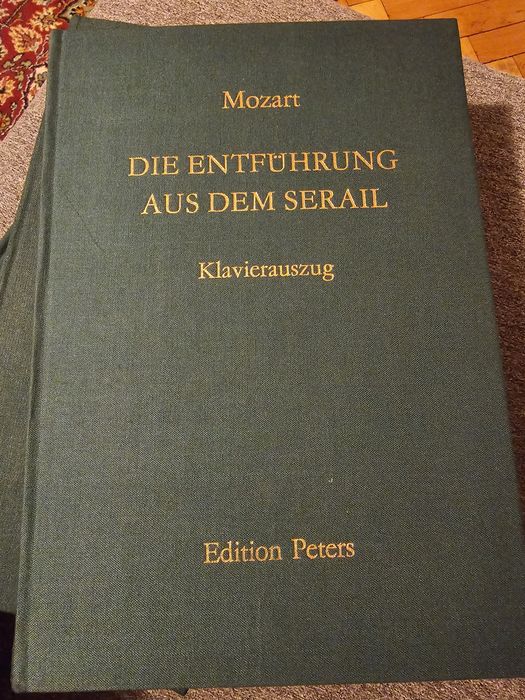 Mozart
DIE ENTFÜHRUNG
AUS DEM SERAIL
Klavierauszug
Edition Peters